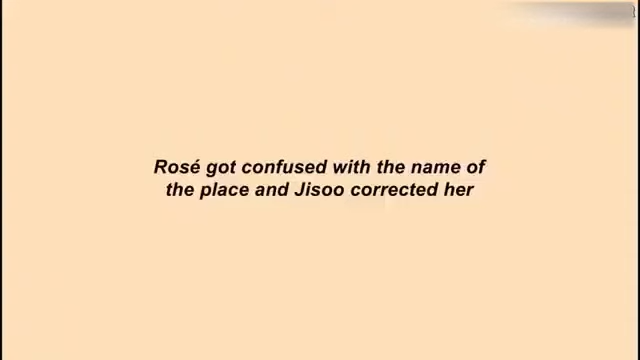 Rosé got confused with the name of
the place and Jisoo corrected her